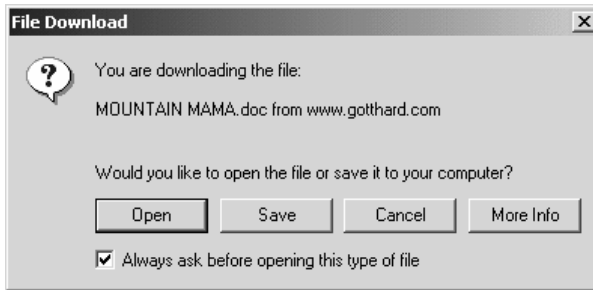 File Download
You are downloading the file:
MOUNTAIN MAMA.doc from www.gotthard.com
Would you like to open the file or save it to your computer?
Open Save Cancel More Info
Always ask before opening this type of file